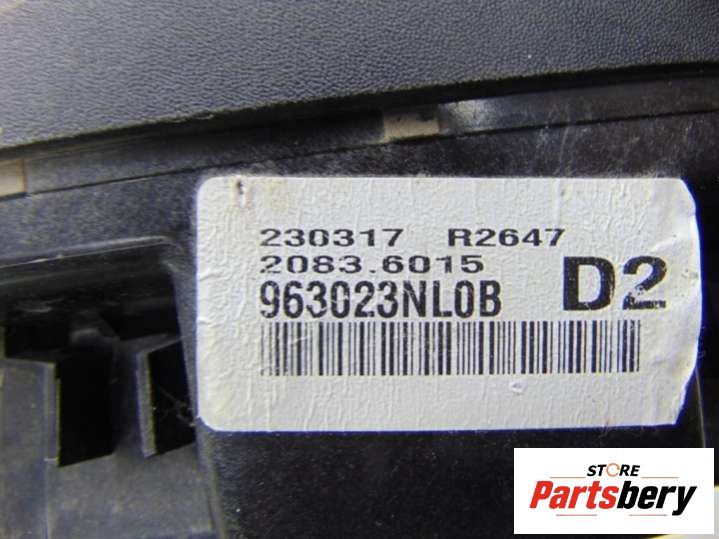 230317 R2647
2083.6015
963023NL0B D2
STORE
Partsbery